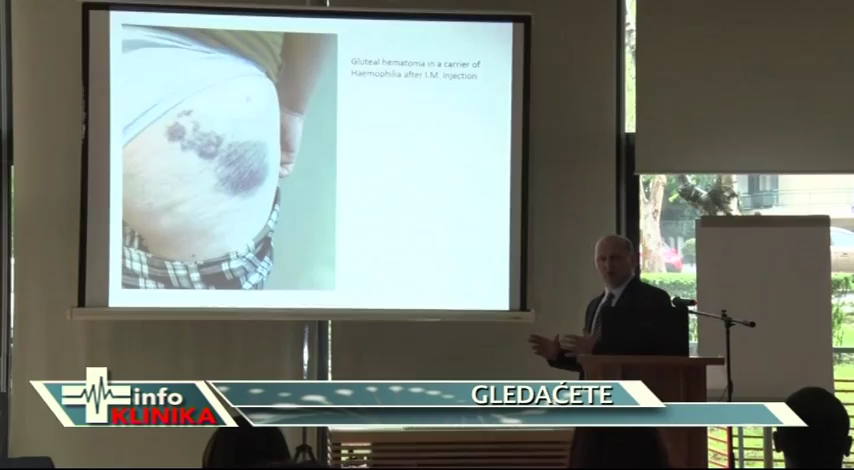 Gluteal hematoma in a carrier of
Haemophilia after I.M. Injection
info
KLINIKA
GLEDAĆETE